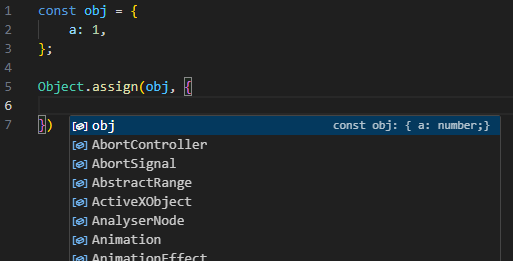 1 const obj = {
2     a: 1,
3 };
4
5 Object.assign(obj, {
6
7 })
obj const obj: { a: number;}
AbortController
AbortSignal
AbstractRange
ActiveXObject
AnalyserNode
Animation
AnimationEffect